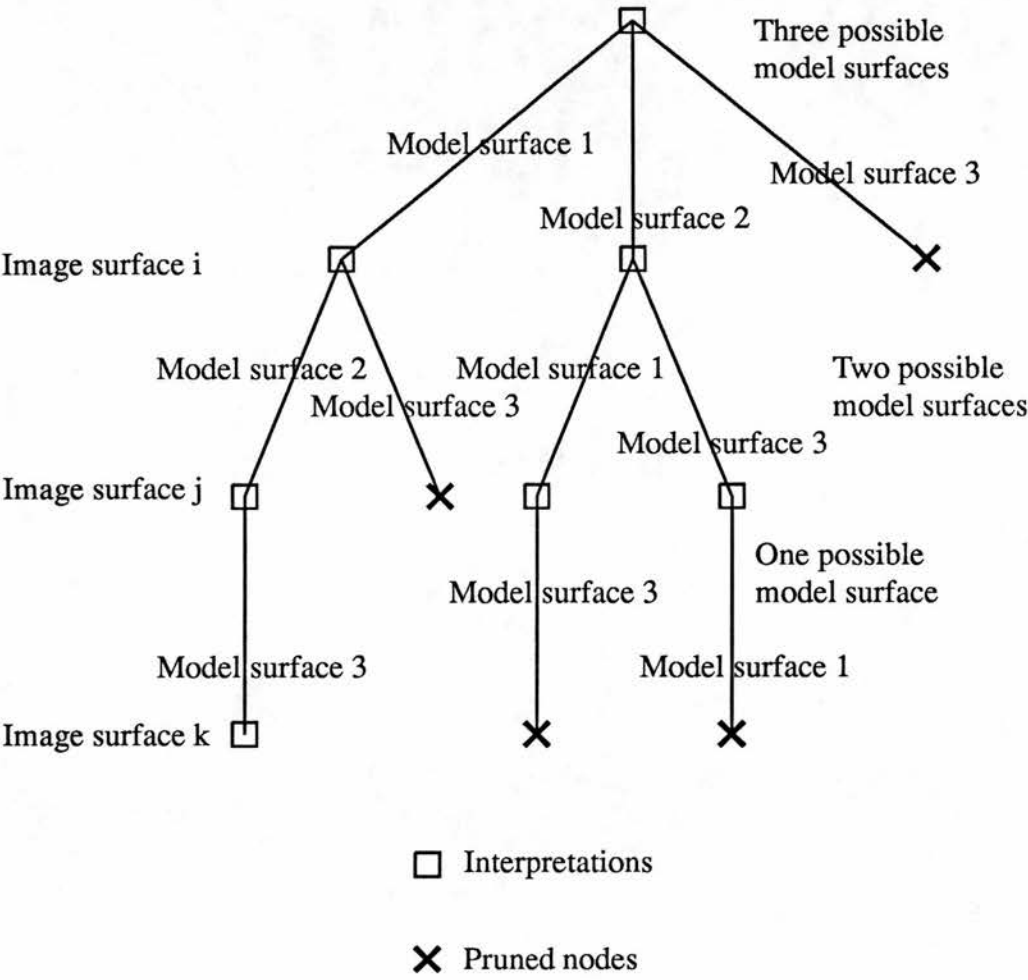 Three possible
model surfaces
Model surface 1
Model surface 3
Model surface 2
Image surface i
Model surface 2
Model surface 1
Two possible
model surfaces
Model surface 3
Model surface 3
Image surface j
One possible
model surface
Model surface 3
Model surface 3
Model surface 1
Image surface k
Interpretations
Pruned nodes